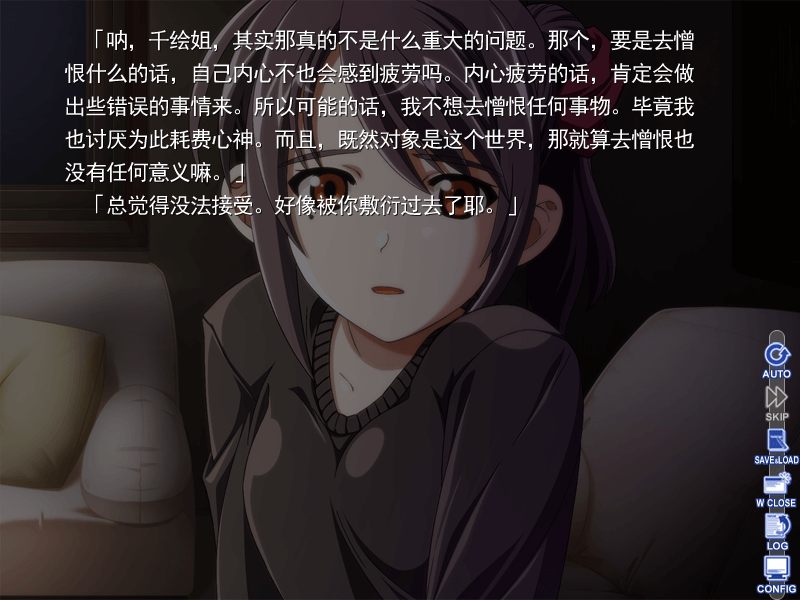 「呐，千绘姐，其实那真的不是什么重大的问题。那个，要是去憎
恨什么的话，自己内心不也会感到疲劳吗。内心疲劳的话，肯定会做
出些错误的事情来。所以可能的话，我不想去憎恨任何事物。毕竟我
也讨厌为此耗费心神。而且，既然对象是这个世界，那就算去憎恨也
没有任何意义嘛。」
「总觉得没法接受。好像被你敷衍过去了耶。」
AUTO
SKIP
SAVE&LOAD
W CLOSE
LOG
CONFIG